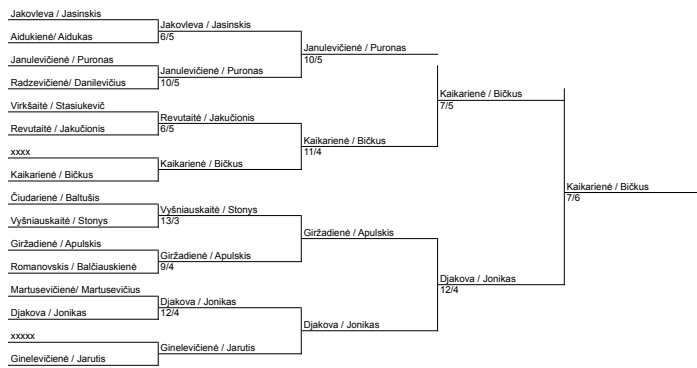 Jakovleva / Jasinskis
Jakovleva / Jasinskis
Aidukienė/ Aidukas
6/5
Janulevičienė / Puronas
Janulevičienė / Puronas
10/5
Janulevičienė / Puronas
Radzevičienė/ Danilevičius
10/5
Kaikarienė / Bičkus
Virkšaitė / Stasiukevič
7/5
Revutaitė / Jakučionis
Revutaitė / Jakučionis
6/5
Kaikarienė / Bičkus
xxxx
11/4
Kaikarienė / Bičkus
Kaikarienė / Bičkus
Kaikarienė / Bičkus
Čiudarienė / Baltušis
7/6
Vyšniauskaitė / Stonys
Vyšniauskaitė / Stonys
13/3
Giržadienė / Apulskis
Giržadienė / Apulskis
Giržadienė / Apulskis
Romanovskis / Balčiauskienė
9/4
Djakova / Jonikas
Martusevičienė/ Martusevičius
12/4
Djakova / Jonikas
Djakova / Jonikas
12/4
Djakova / Jonikas
xxxxx
Ginelevičienė / Jarutis
Ginelevičienė / Jarutis